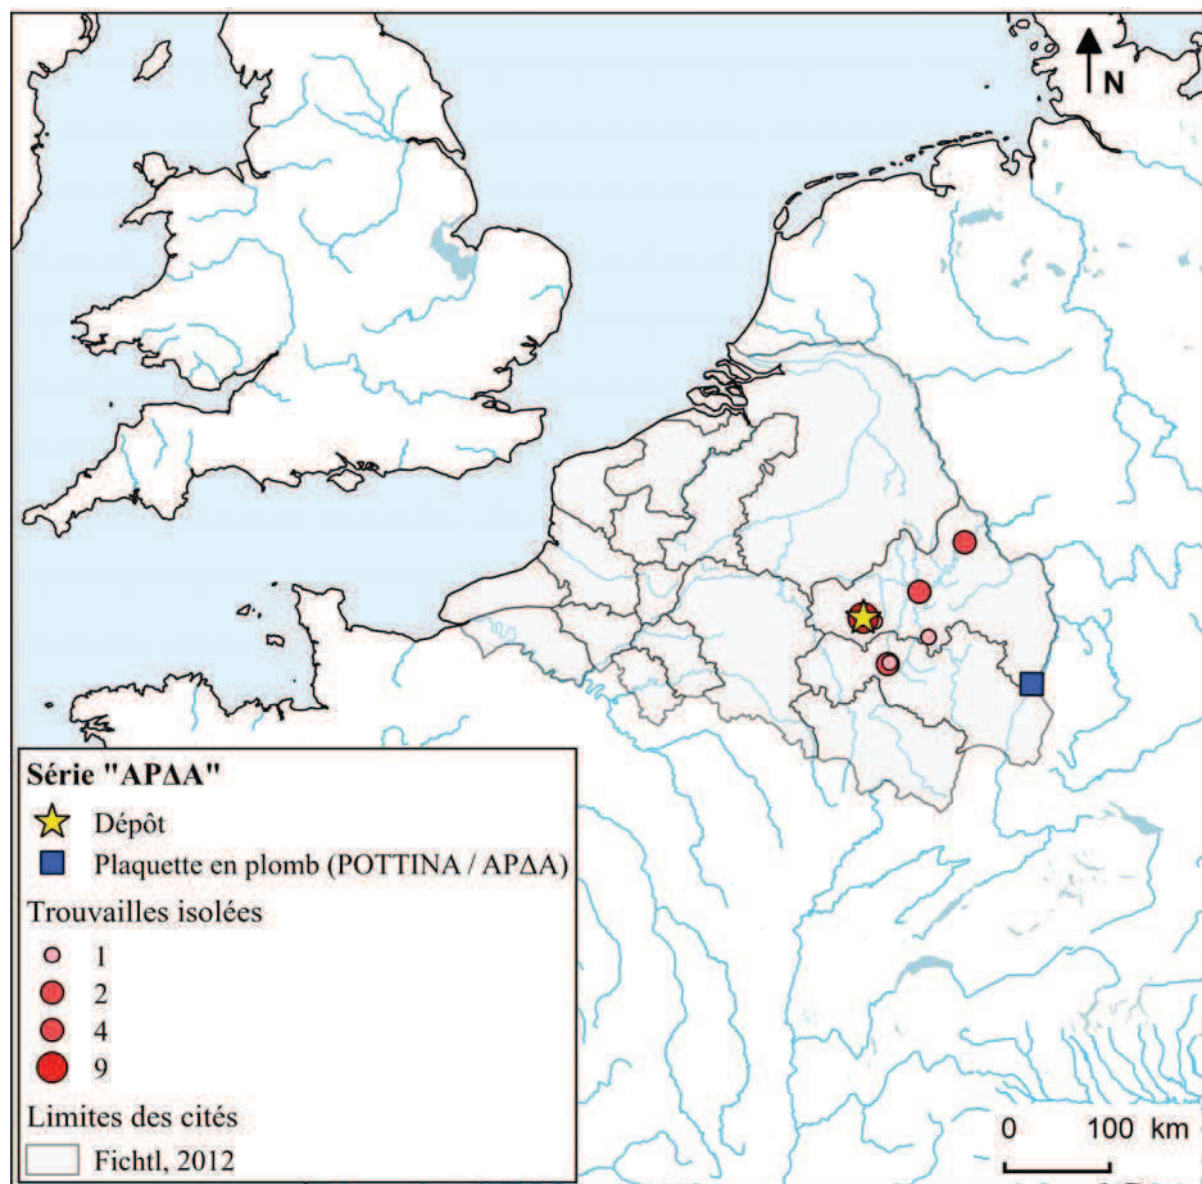 N
Série "APΔA"
Dépôt
Plaquette en plomb (POTTINA / APΔA)
Trouvailles isolées
1
2
4
9
Limites des cités
Fichtl, 2012
0 100 km